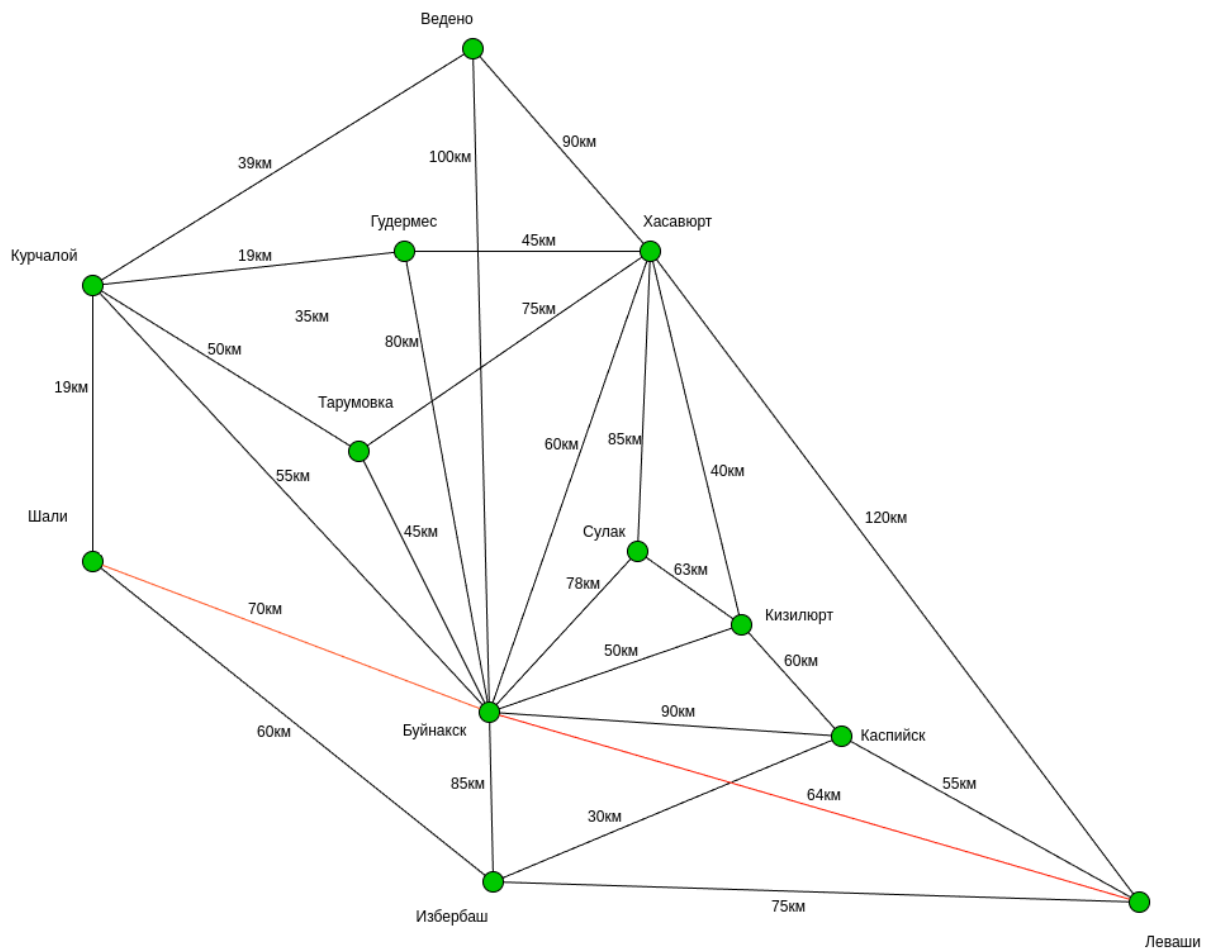 Ведено
90км
39км
100км
Гудермес
Хасавюрт
45км
Курчалой
19км
75км
35км
80км
50км
19км
Тарумовка
60км
85км
40км
55км
Шали
120км
45км
Сулак
63км
78км
70км
Кизилюрт
50км
60км
90км
Буйнакск
Каспийск
60км
85км
64км
55км
30км
75км
Избербаш
Леваши